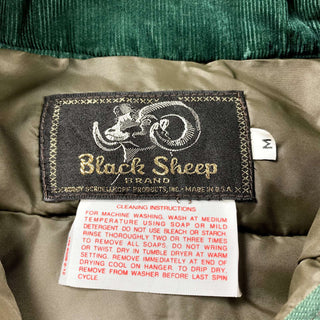 Black Sheep
BRAND
PRODUCTS, INC. • MADE IN U.S.A.
M
CLEANING INSTRUCTIONS
FOR MACHINE WASHING. WASH AT MEDIUM
TEMPERATURE USING SOAP OR MILD
DETERGENT DO NOT USE BLEACH OR STARCH.
RINSE THOROUGHLY TWO OR THREE TIMES
TO REMOVE ALL SOAPS. DO NOT WRING
OR TWIST DRY IN TUMBLE DRYER AT WARM
SETTING. REMOVE IMMEDIATELY AT END OF
DRYING COOL ON HANGER. TO DRIP DRY,
REMOVE FROM WASHER BEFORE LAST SPIN
CYCLE.